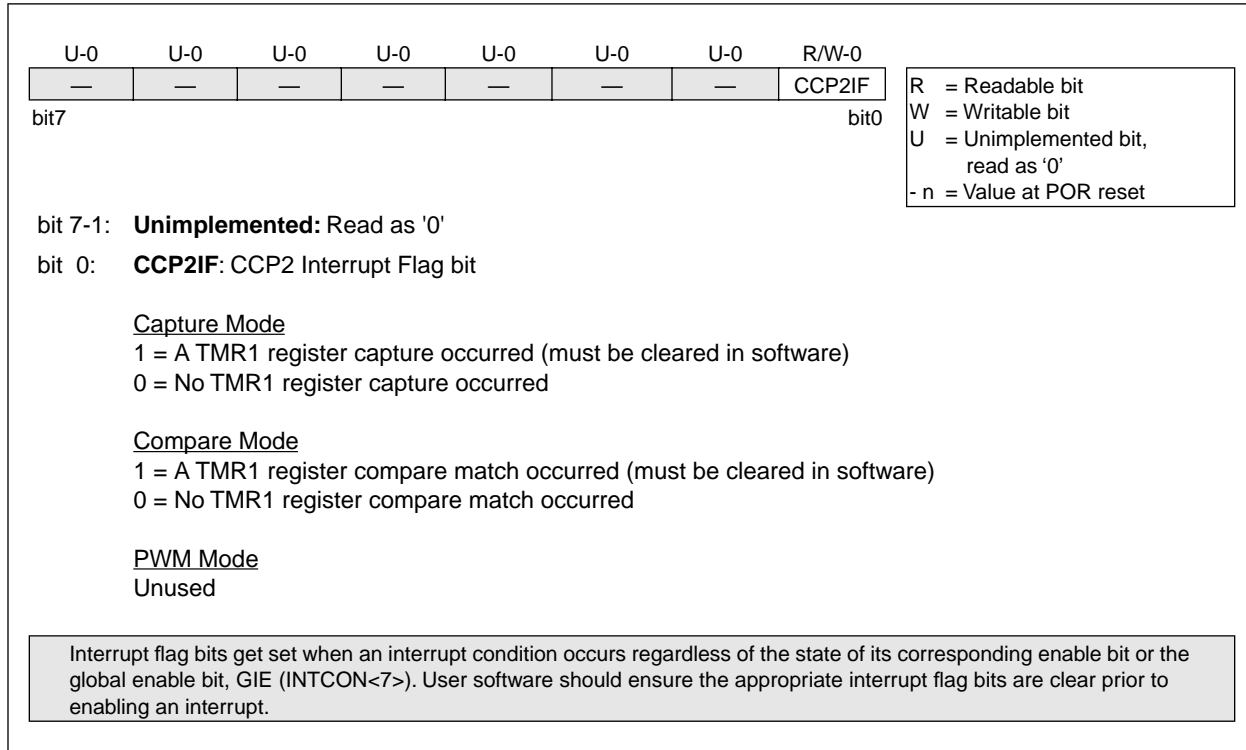 U-0 U-0 U-0 U-0 U-0 U-0 U-0 R/W-0
— — — — — — — CCP2IF
bit7 bit0
R = Readable bit
W = Writable bit
U = Unimplemented bit,
read as ‘0’
- n = Value at POR reset
bit 7-1: Unimplemented: Read as '0'
bit 0: CCP2IF: CCP2 Interrupt Flag bit
Capture Mode
1 = A TMR1 register capture occurred (must be cleared in software)
0 = No TMR1 register capture occurred
Compare Mode
1 = A TMR1 register compare match occurred (must be cleared in software)
0 = No TMR1 register compare match occurred
PWM Mode
Unused
Interrupt flag bits get set when an interrupt condition occurs regardless of the state of its corresponding enable bit or the
global enable bit, GIE (INTCON<7>). User software should ensure the appropriate interrupt flag bits are clear prior to
enabling an interrupt.